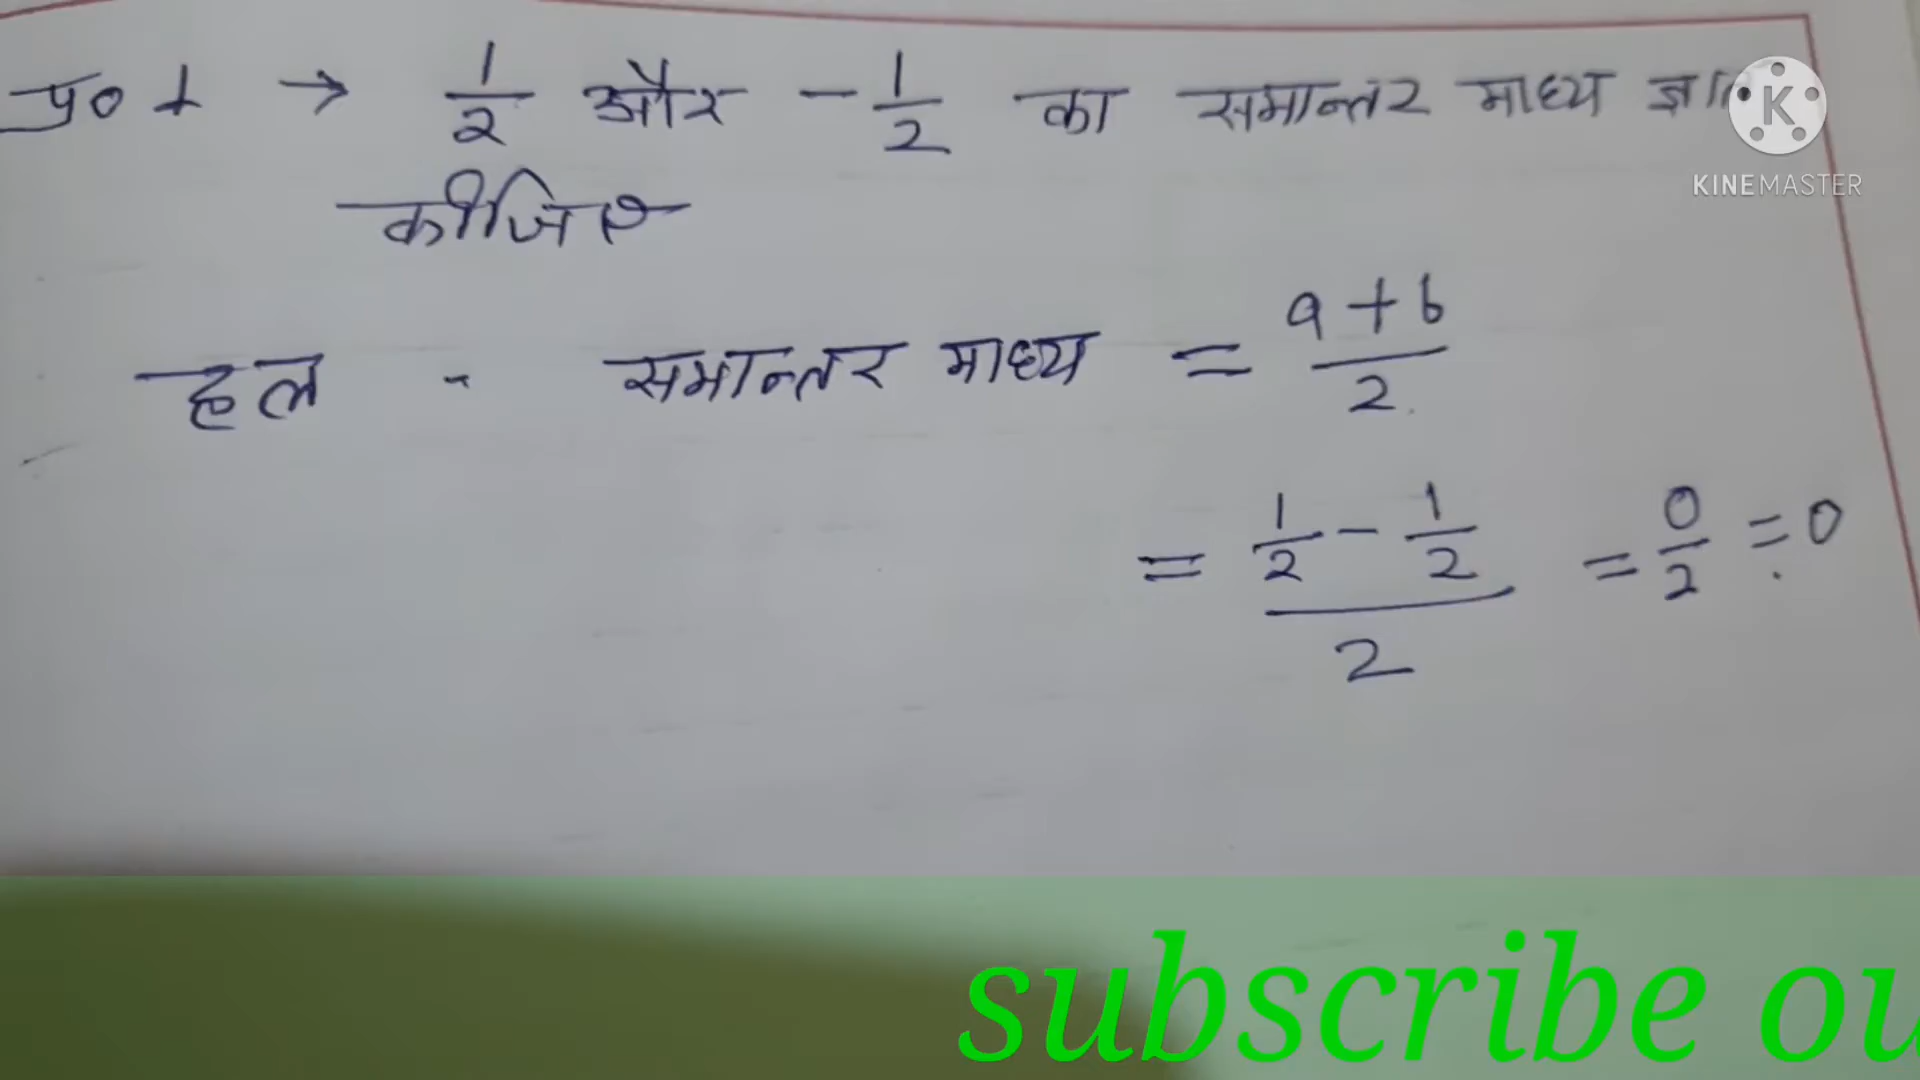 प्र० 1 → 1/2 और -1/2 का समान्तर माध्य
कीजिए
हल - समान्तर माध्य = (a+b)/2
= (1/2 - 1/2)/2 = 0/2 = 0
K
KINEMASTER
subscribe ou